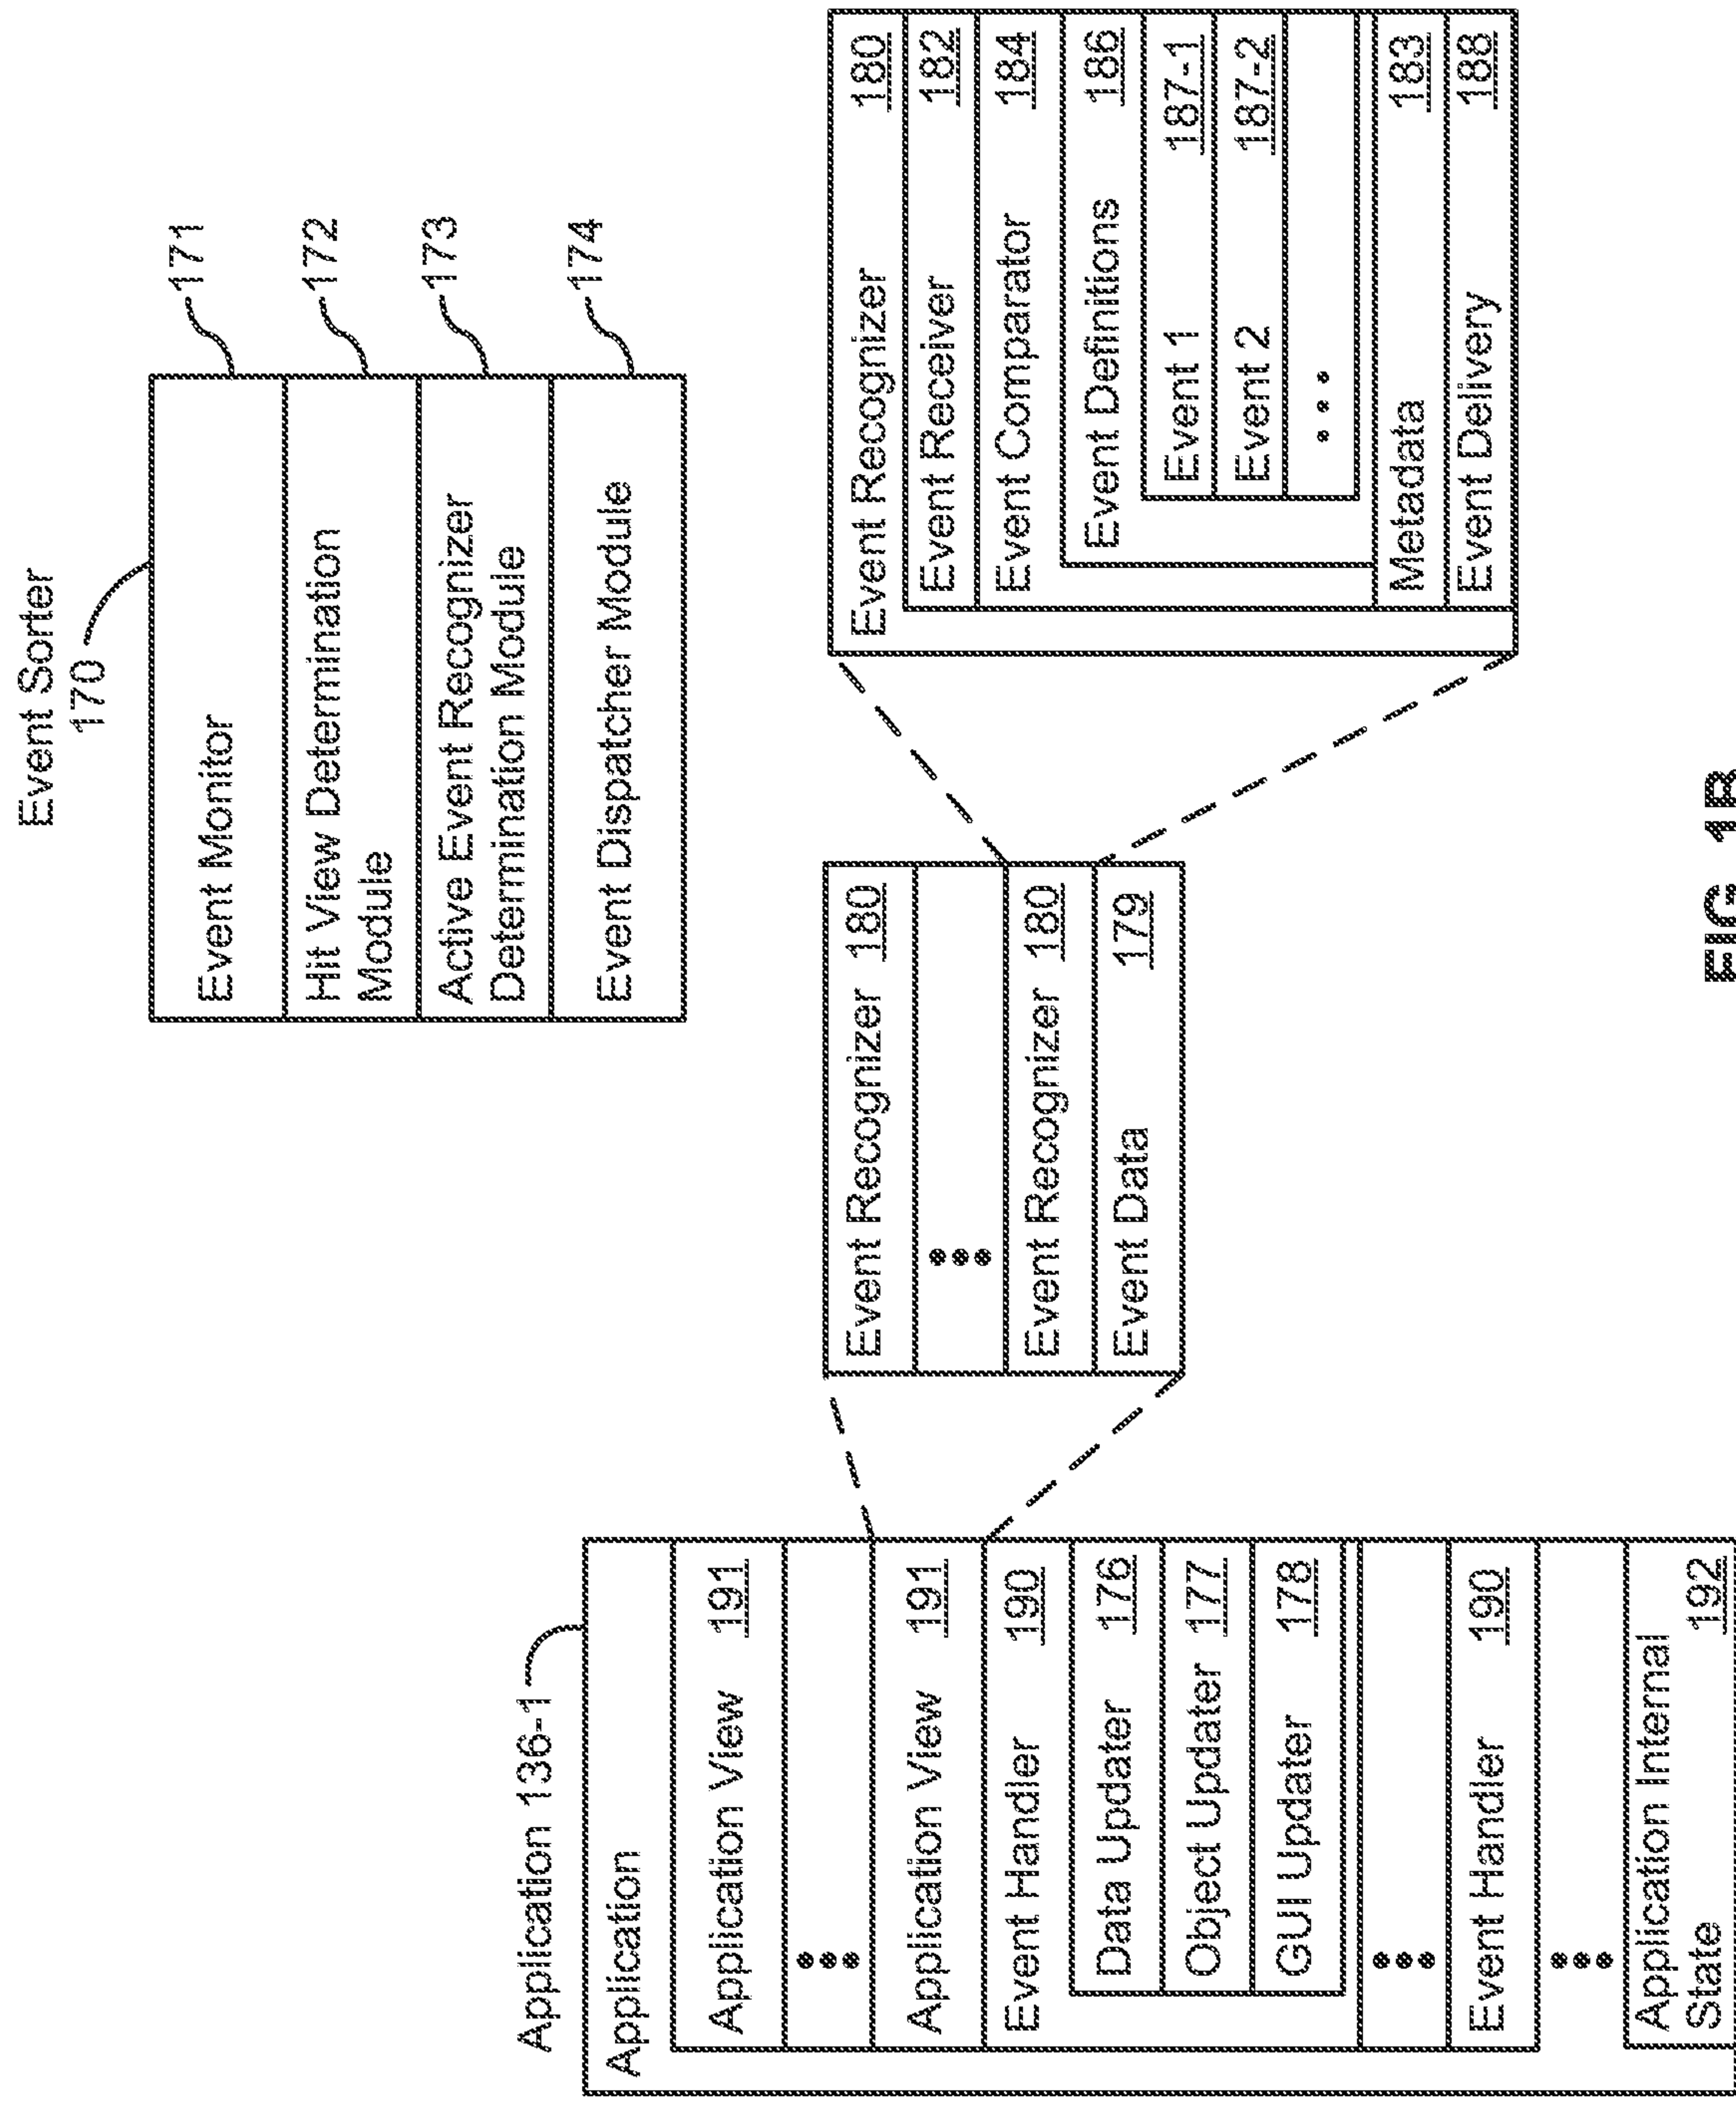 Event Sorter
170
Event Monitor
171
Hit View Determination
Module
172
Active Event Recognizer
Determination Module
173
Event Dispatcher Module
174
Application 136-1
Application
Application View 191
Application View 191
Event Handler 190
Data Updater 176
Object Updater 177
GUI Updater 178
Event Handler 190
Application Internal
State 192
Event Recognizer 180
Event Recognizer 180
Event Data 179
Event Recognizer 180
Event Receiver 182
Event Comparator 184
Event Definitions 186
Event 1 187-1
Event 2 187-2
Metadata 183
Event Delivery 188
FIG. 1B